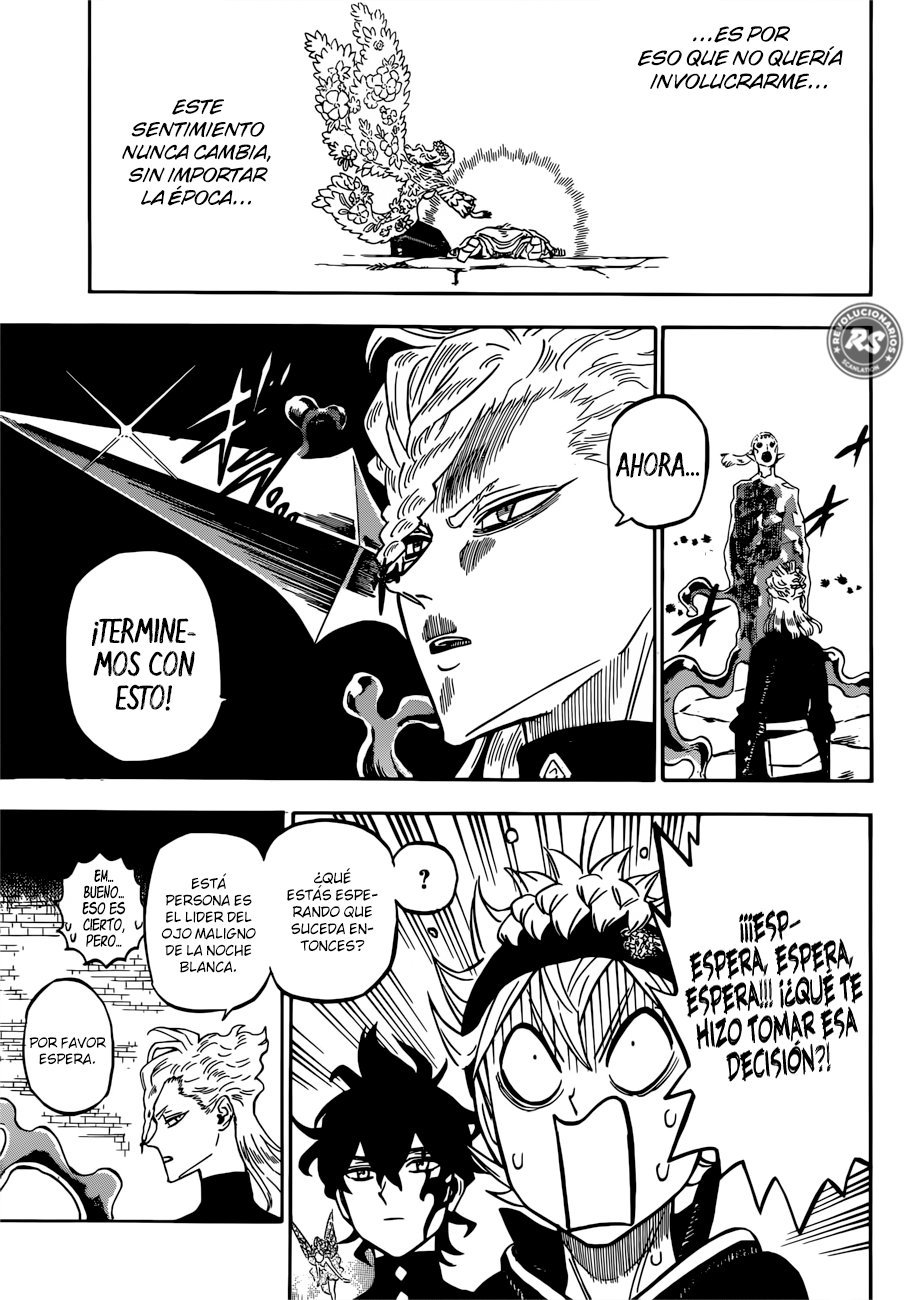 ...ES POR
ESO QUE NO QUERÍA
INVOLUCRARME...
ESTE
SENTIMIENTO
NUNCA CAMBIA,
SIN IMPORTAR
LA ÉPOCA...
REVOLUCIONARIOS
RS
SCANLATION
AHORA...
¡TERMINE-
MOS CON
ESTO!
¡¡¡ESP-
ESPERA, ESPERA,
ESPERA!!! ¡¿QUÉ TE
HIZO TOMAR ESA
DECISIÓN?!
?
¿QUÉ
ESTÁS ESPE-
RANDO QUE
SUCEDA EN-
TONCES?
ESTÁ
PERSONA ES
EL LIDER DEL
OJO MALIGNO
DE LA NOCHE
BLANCA.
EM...
BUENO...
ESO ES
CIERTO,
PERO...
POR FAVOR
ESPERA.